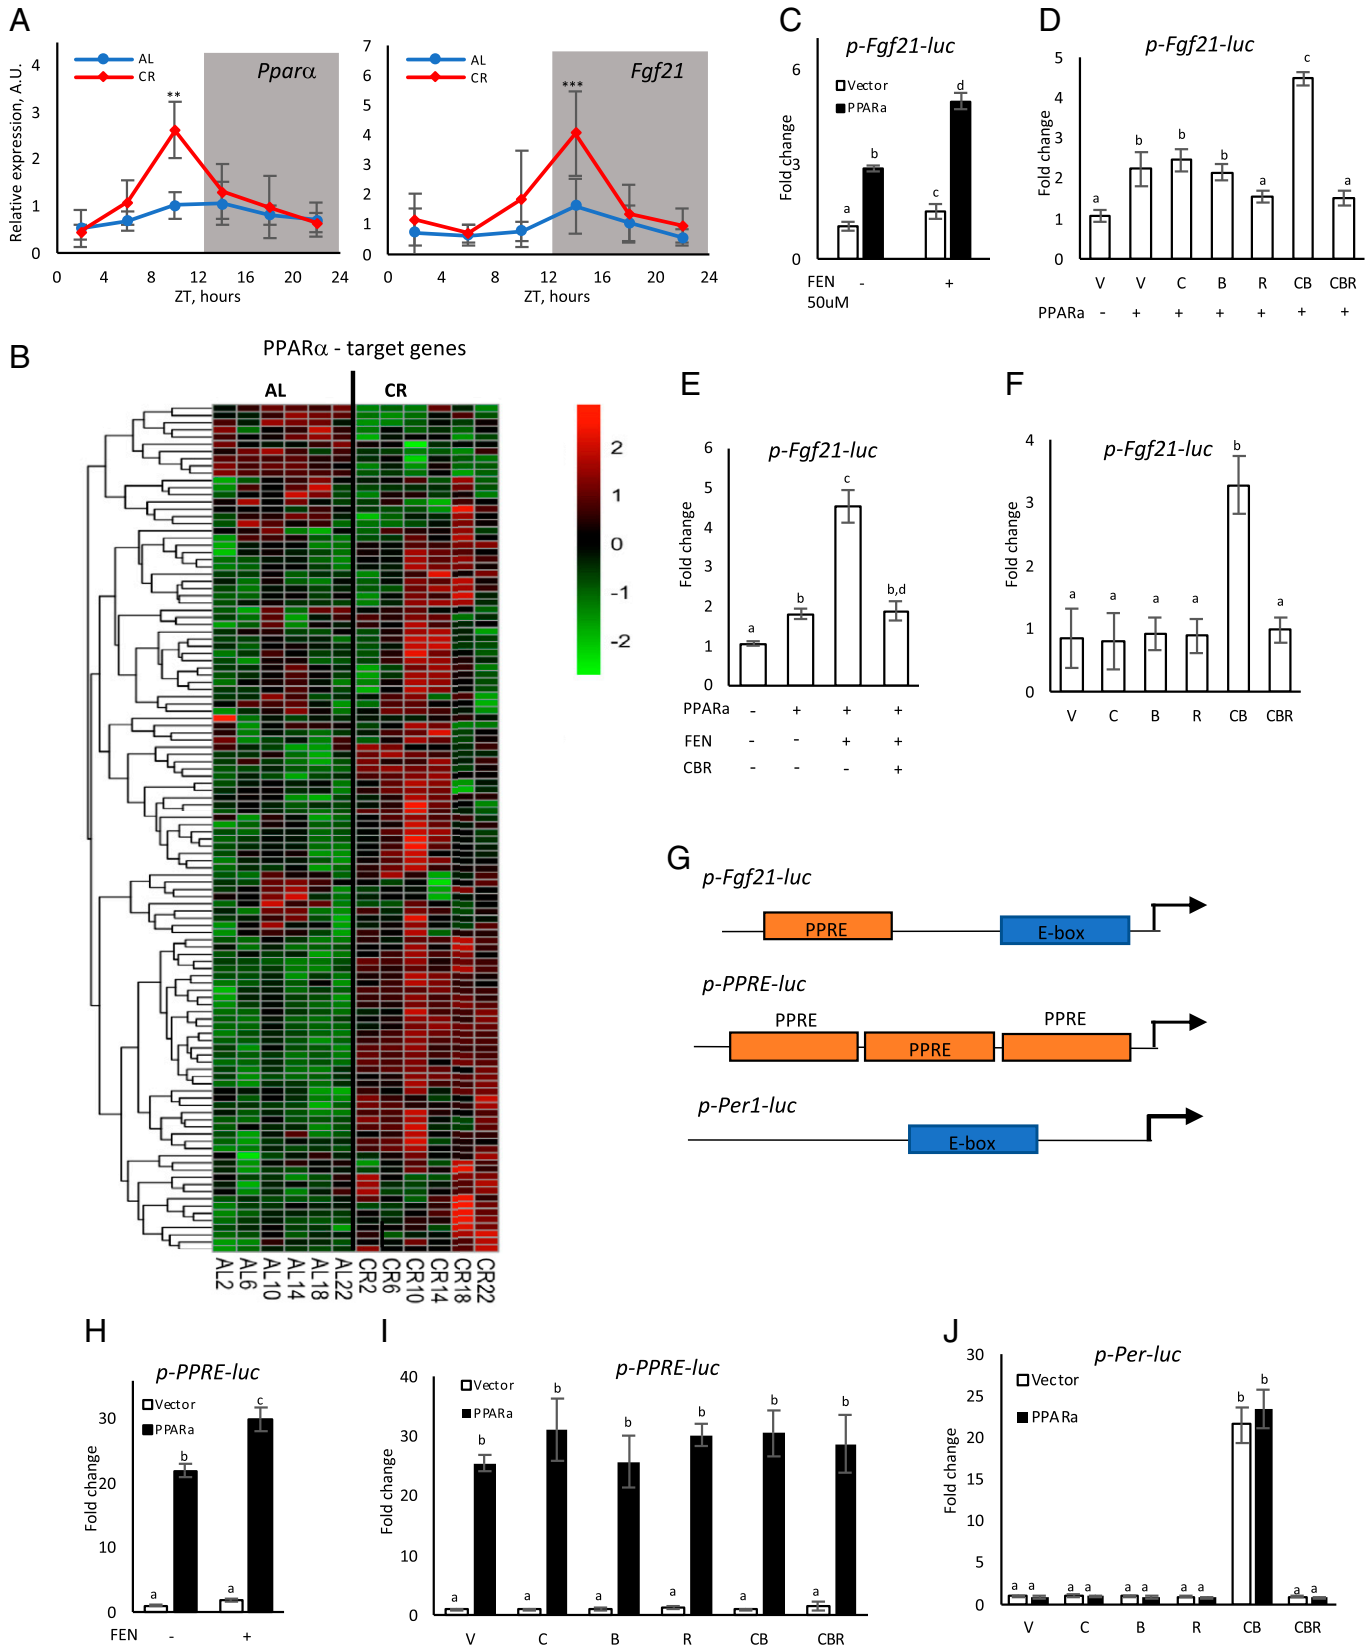 A
Relative expression, A.U.
4
3
2
1
0
AL
CR
Pparα
**
0 4 8 12 16 20 24
ZT, hours
7
6
5
4
3
2
1
0
AL
CR
Fgf21
***
0 4 8 12 16 20 24
ZT, hours
C
p-Fgf21-luc
Fold change
6
3
0
Vector
PPARa
a b c d
FEN - +
50uM
D
p-Fgf21-luc
Fold change
5
4
3
2
1
0
a b b b a c a
V V C B R CB CBR
PPARa - + + + + + +
B
PPARα - target genes
AL CR
2
1
0
-1
-2
AL2 AL6 AL10 AL14 AL18 AL22 CR2 CR6 CR10 CR14 CR18 CR22
E
p-Fgf21-luc
Fold change
6
5
4
3
2
1
0
a b c b,d
PPARa - + + +
FEN - - + +
CBR - - - +
F
p-Fgf21-luc
Fold change
4
3
2
1
0
a a a a b a
V C B R CB CBR
G
p-Fgf21-luc
PPRE E-box
p-PPRE-luc
PPRE PPRE PPRE
p-Per1-luc
E-box
H
p-PPRE-luc
Fold change
30
20
10
0
Vector
PPARa
a b a c
FEN - +
I
p-PPRE-luc
Fold change
40
30
20
10
0
Vector
PPARa
a b a b a b a b a b a b
V C B R CB CBR
J
p-Per-luc
Fold change
30
25
20
15
10
5
0
Vector
PPARa
a a a a a a a a b b a a
V C B R CB CBR